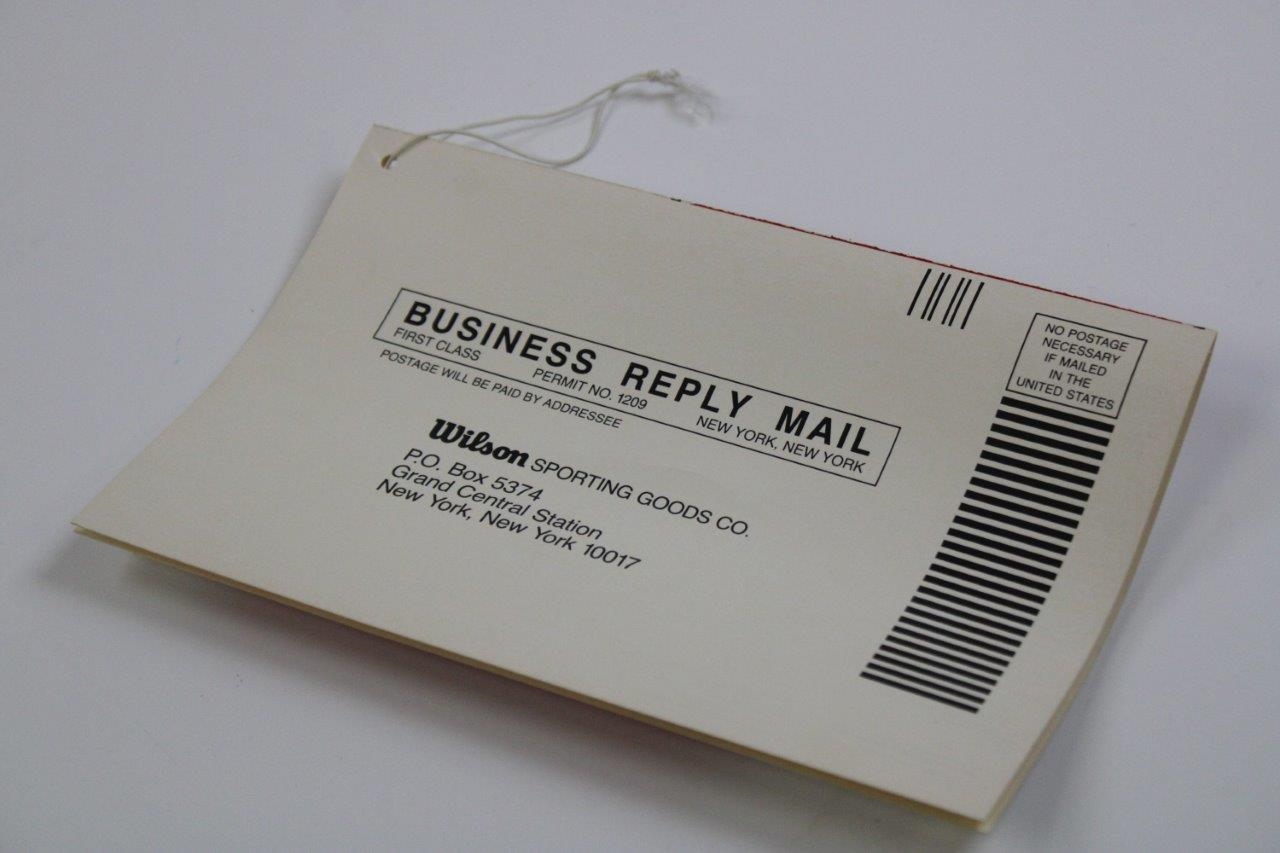 NO POSTAGE
NECESSARY
IF MAILED
IN THE
UNITED STATES
BUSINESS REPLY MAIL
FIRST CLASS PERMIT NO. 1209 NEW YORK, NEW YORK
POSTAGE WILL BE PAID BY ADDRESSEE
Wilson SPORTING GOODS CO.
P.O. Box 5374
Grand Central Station
New York, New York 10017